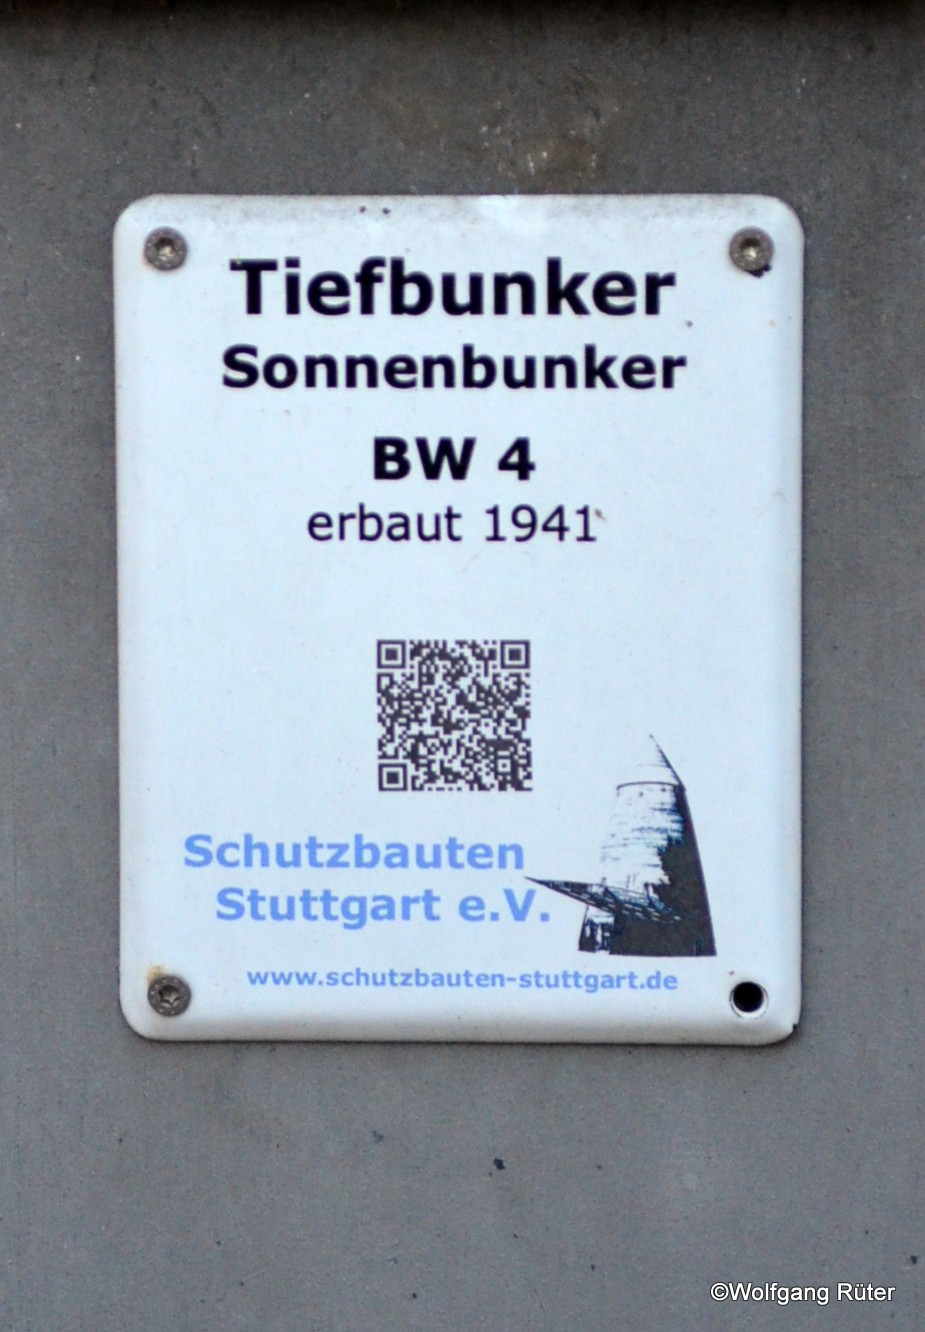 Tiefbunker
Sonnenbunker
BW 4
erbaut 1941
Schutzbauten
Stuttgart e.V.
www.schutzbauten-stuttgart.de
©Wolfgang Rüter